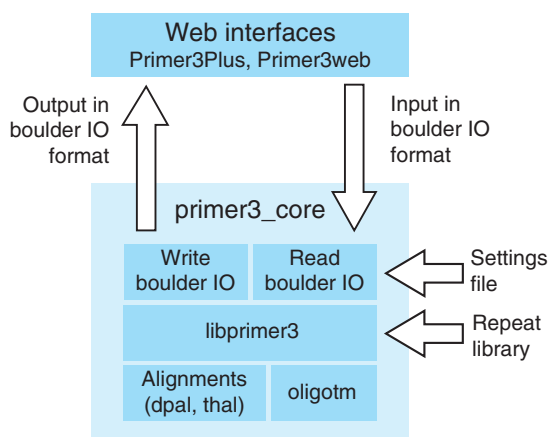 Web interfaces
Primer3Plus, Primer3web
Output in
boulder IO
format
Input in
boulder IO
format
primer3_core
Write
boulder IO
Read
boulder IO
Settings
file
libprimer3
Repeat
library
Alignments
(dpal, thal)
oligotm